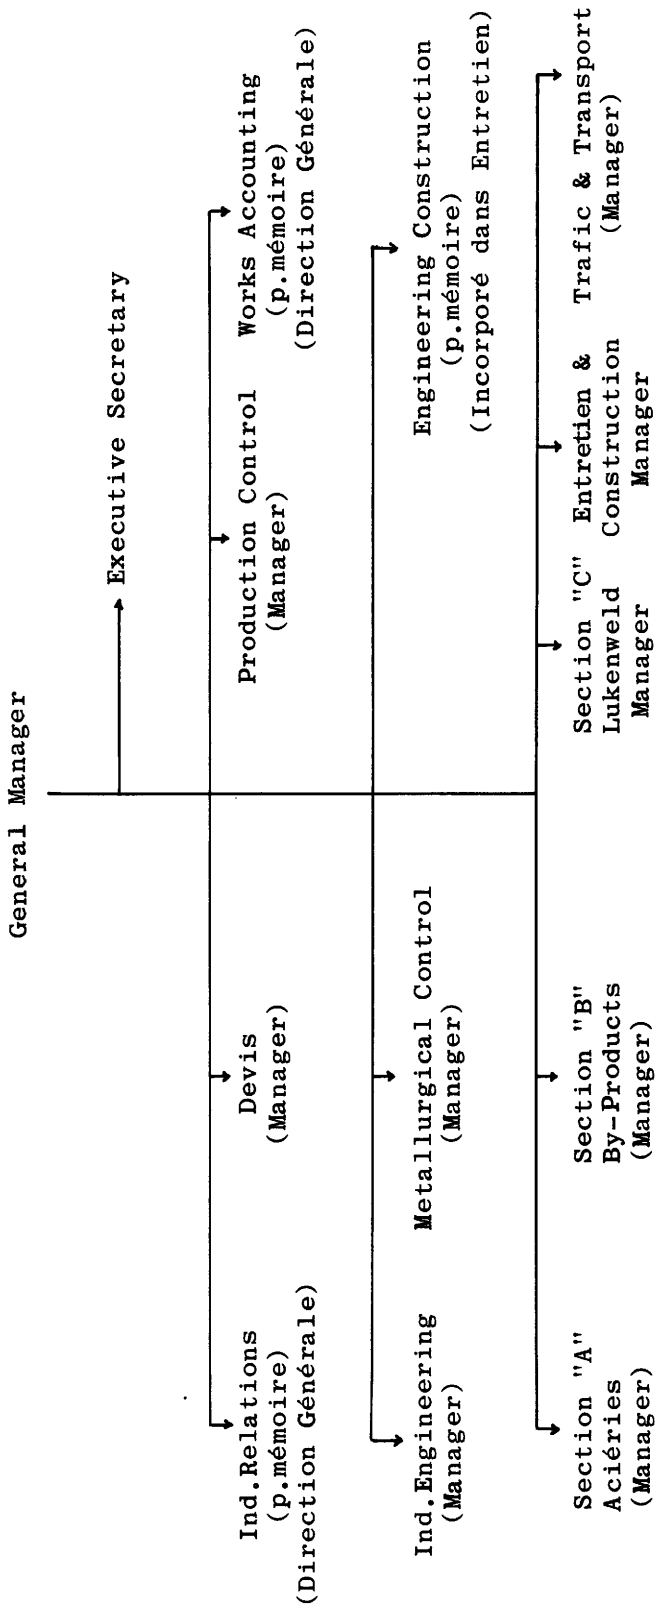 General Manager
Executive Secretary
Ind.Relations
(p.mémoire)
(Direction Générale)
Devis
(Manager)
Production Control
(Manager)
Works Accounting
(p.mémoire)
(Direction Générale)
Ind.Engineering
(Manager)
Metallurgical Control
(Manager)
Engineering Construction
(p.mémoire)
(Incorporé dans Entretien)
Section "A"
Aciéries
(Manager)
Section "B"
By-Products
(Manager)
Section "C"
Lukenweld
Manager
Entretien &
Construction
Manager
Trafic & Transport
(Manager)